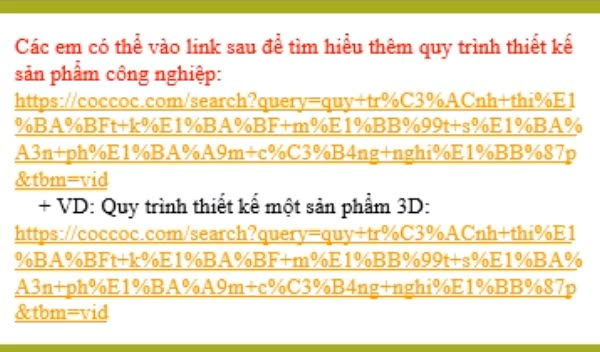 Các em có thể vào link sau để tìm hiểu thêm quy trình thiết kế
sản phẩm công nghiệp:
https://coccoc.com/search?query=quy+tr%C3%ACnh+thi%E1
%BA%BFt+k%E1%BA%BF+m%E1%BB%99t+s%E1%BA%
A3n+ph%E1%BA%A9m+c%C3%B4ng+nghi%E1%BB%87p
&tbm=vid
+ VD: Quy trình thiết kế một sản phẩm 3D:
https://coccoc.com/search?query=quy+tr%C3%ACnh+thi%E1
%BA%BFt+k%E1%BA%BF+m%E1%BB%99t+s%E1%BA%
A3n+ph%E1%BA%A9m+c%C3%B4ng+nghi%E1%BB%87p
&tbm=vid